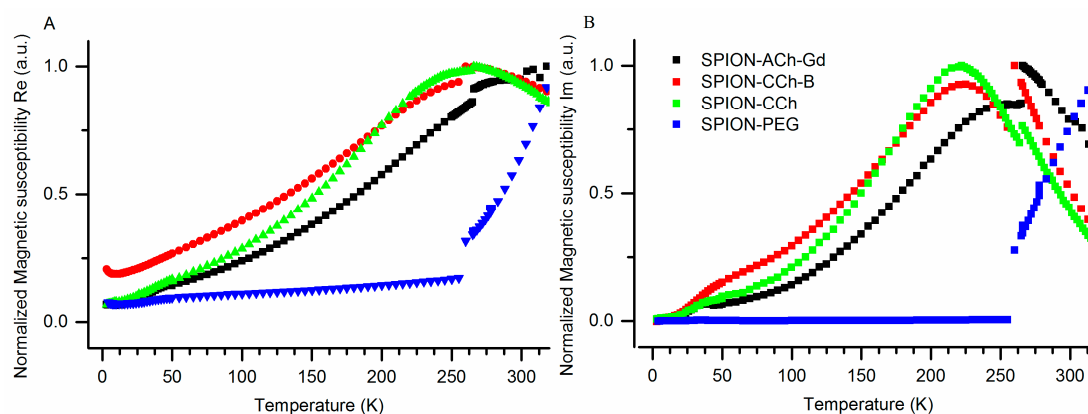 A
Normalized Magnetic susceptibility Re (a.u.)
1.0
0.5
0.0
0 50 100 150 200 250 300
Temperature (K)
B
Normalized Magnetic susceptibility Im (a.u.)
1.0
0.5
0.0
SPION-ACh-Gd
SPION-CCh-B
SPION-CCh
SPION-PEG
0 50 100 150 200 250 300
Temperature (K)